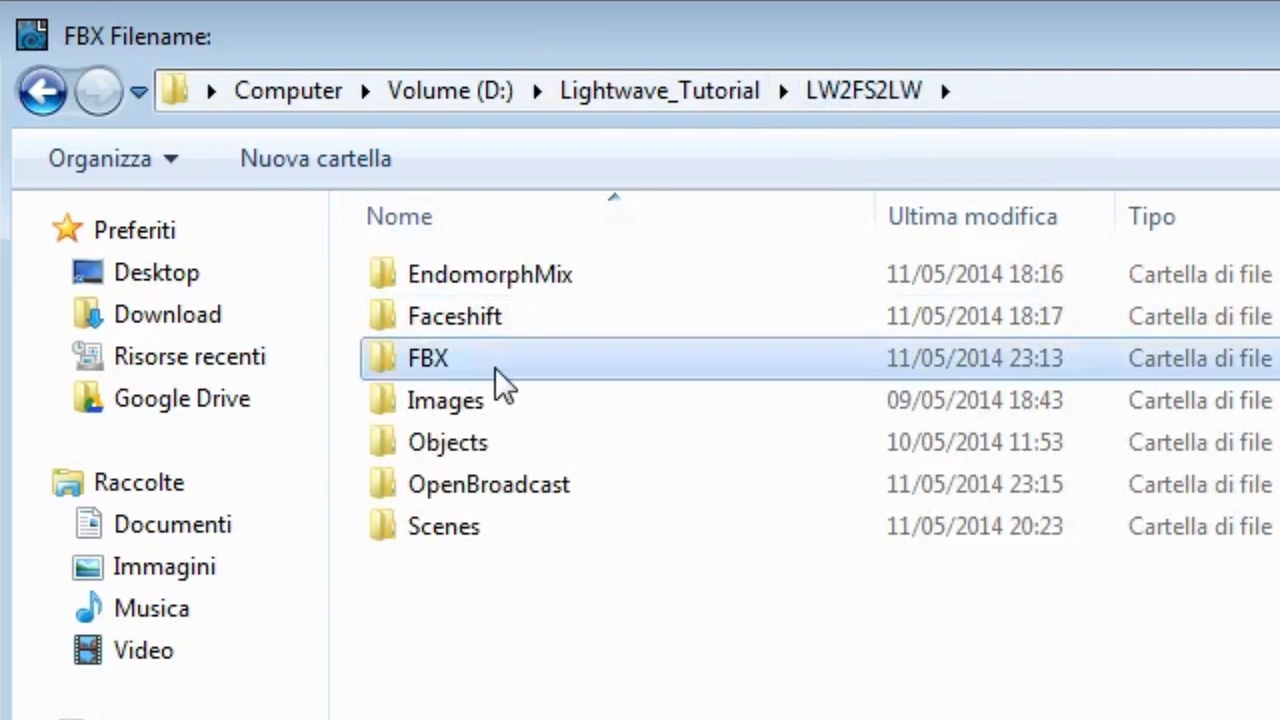 FBX Filename:
Computer Volume (D:) Lightwave_Tutorial LW2FS2LW
Organizza Nuova cartella
Nome Ultima modifica Tipo
Preferiti
Desktop
Download
Risorse recenti
Google Drive
Raccolte
Documenti
Immagini
Musica
Video
EndomorphMix 11/05/2014 18:16 Cartella di file
Faceshift 11/05/2014 18:17 Cartella di file
FBX 11/05/2014 23:13 Cartella di file
Images 09/05/2014 18:43 Cartella di file
Objects 10/05/2014 11:53 Cartella di file
OpenBroadcast 11/05/2014 23:15 Cartella di file
Scenes 11/05/2014 20:23 Cartella di file